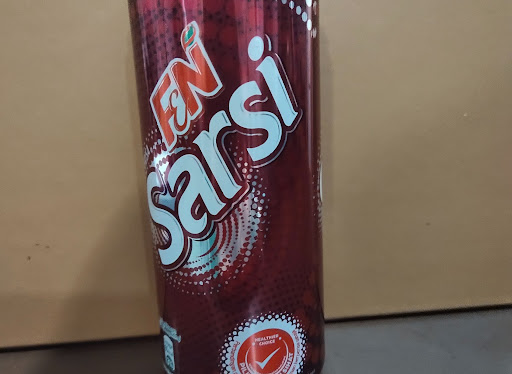 F&N
Sarsi
HEALTHIER
CHOICE